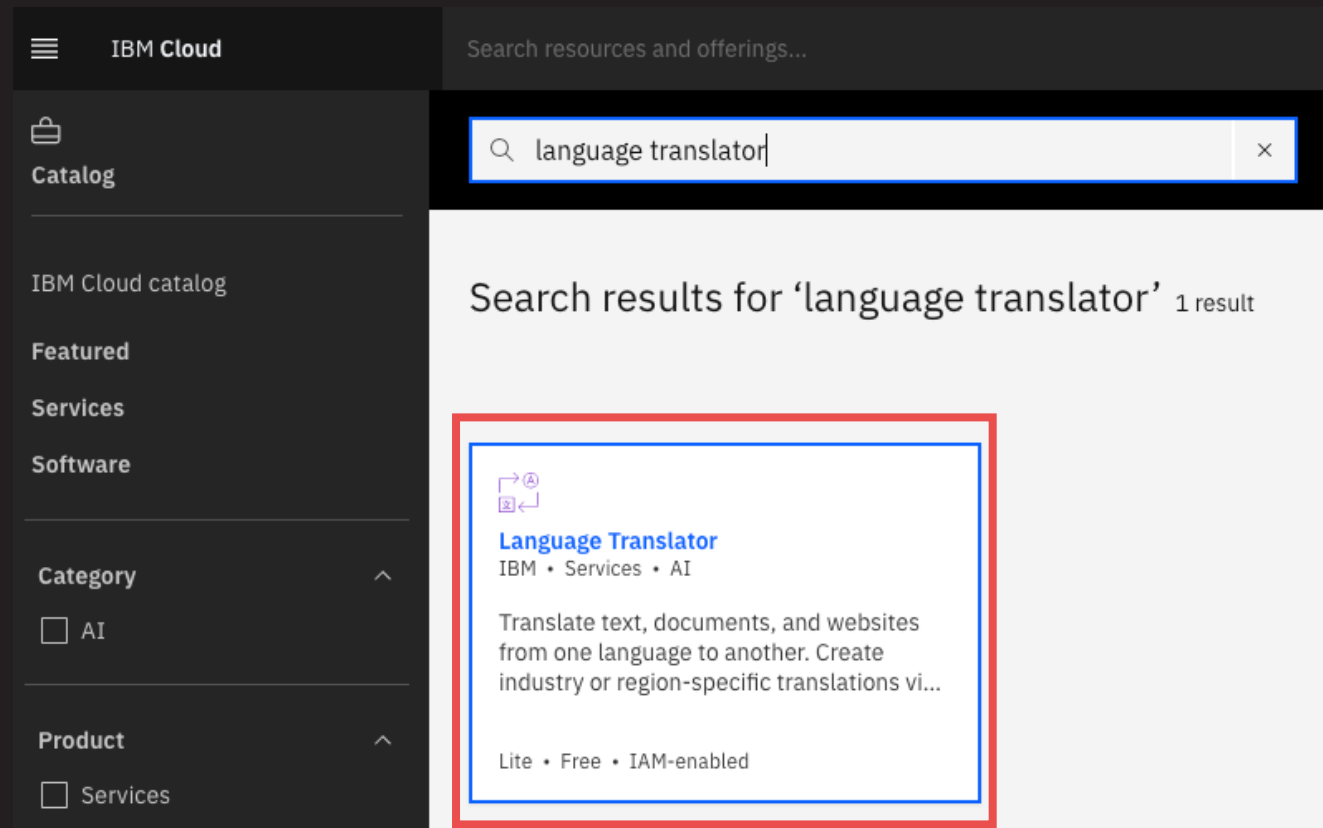 IBM Cloud
Search resources and offerings...
Catalog
language translator
IBM Cloud catalog
Featured
Services
Software
Category
AI
Product
Services
Search results for ‘language translator’ 1 result
A
文
Language Translator
IBM • Services • AI
Translate text, documents, and websites
from one language to another. Create
industry or region-specific translations vi...
Lite • Free • IAM-enabled